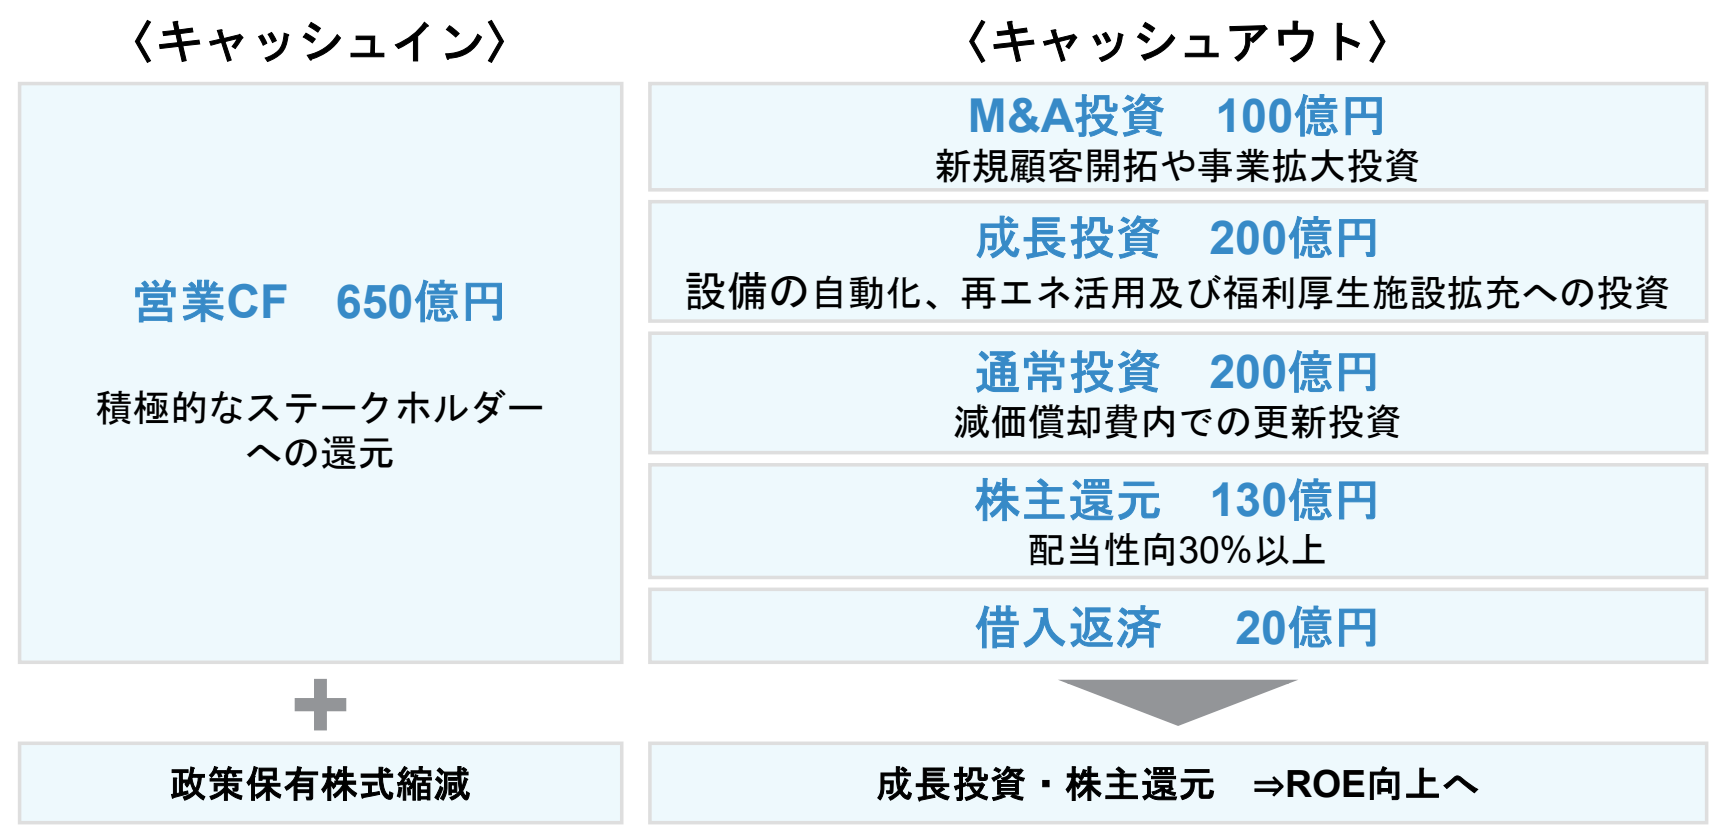 〈キャッシュイン〉
営業CF　650億円
積極的なステークホルダー
への還元
政策保有株式縮減
〈キャッシュアウト〉
M&A投資　100億円
新規顧客開拓や事業拡大投資
成長投資　200億円
設備の自動化、再エネ活用及び福利厚生施設拡充への投資
通常投資　200億円
減価償却費内での更新投資
株主還元　130億円
配当性向30%以上
借入返済　20億円
成長投資・株主還元　⇒ROE向上へ